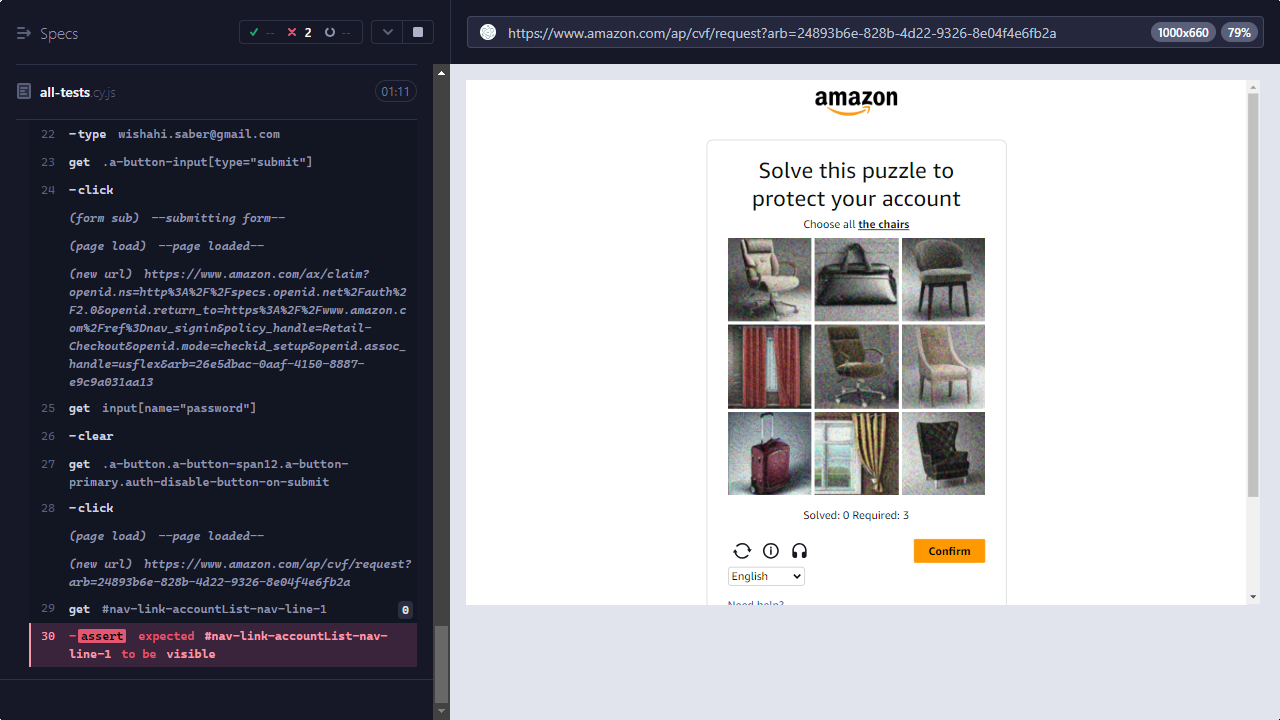 Specs
-- 2 --
https://www.amazon.com/ap/cvf/request?arb=24893b6e-828b-4d22-9326-8e04f4e6fb2a
1000x660
79%
all-tests.cy.js
01:11
22 -type wishahi.saber@gmail.com
23 get .a-button-input[type="submit"]
24 -click
(form sub) --submitting form--
(page load) --page loaded--
(new url) https://www.amazon.com/ax/claim?
openid.ns=http%3A%2F%2Fspecs.openid.net%2Fauth%2
F2.0&openid.return_to=https%3A%2F%2Fwww.amazon.c
om%2Fref%3Dnav_signin&policy_handle=Retail-
Checkout&openid.mode=checkid_setup&openid.assoc_
handle=usflex&arb=26e5dbac-0aaf-4150-8887-
e9c9a031aa13
25 get input[name="password"]
26 -clear
27 get .a-button.a-button-span12.a-button-
primary.auth-disable-button-on-submit
28 -click
(page load) --page loaded--
(new url) https://www.amazon.com/ap/cvf/request?
arb=24893b6e-828b-4d22-9326-8e04f4e6fb2a
29 get #nav-link-accountList-nav-line-1 0
30 -assert expected #nav-link-accountList-nav-
line-1 to be visible
amazon
Solve this puzzle to
protect your account
Choose all the chairs
Solved: 0 Required: 3
Confirm
English
Need help?